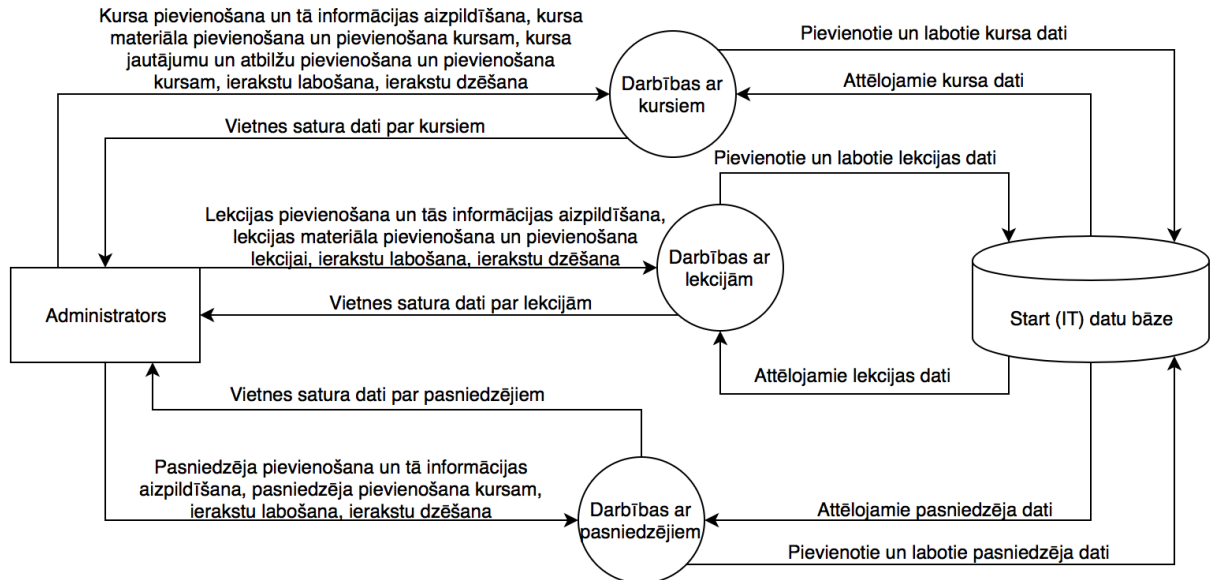 Kursa pievienošana un tā informācijas aizpildīšana, kursa
materiāla pievienošana un pievienošana kursam, kursa
jautājumu un atbilžu pievienošana un pievienošana
kursam, ierakstu labošana, ierakstu dzēšana
Pievienotie un labotie kursa dati
Darbības ar
kursiem
Attēlojamie kursa dati
Vietnes satura dati par kursiem
Pievienotie un labotie lekcijas dati
Lekcijas pievienošana un tās informācijas aizpildīšana,
lekcijas materiāla pievienošana un pievienošana
lekcijai, ierakstu labošana, ierakstu dzēšana
Darbības ar
lekcijām
Vietnes satura dati par lekcijām
Administrators
Start (IT) datu bāze
Attēlojamie lekcijas dati
Vietnes satura dati par pasniedzējiem
Pasniedzēja pievienošana un tā informācijas
aizpildīšana, pasniedzēja pievienošana kursam,
ierakstu labošana, ierakstu dzēšana
Darbības ar
pasniedzējiem
Attēlojamie pasniedzēja dati
Pievienotie un labotie pasniedzēja dati